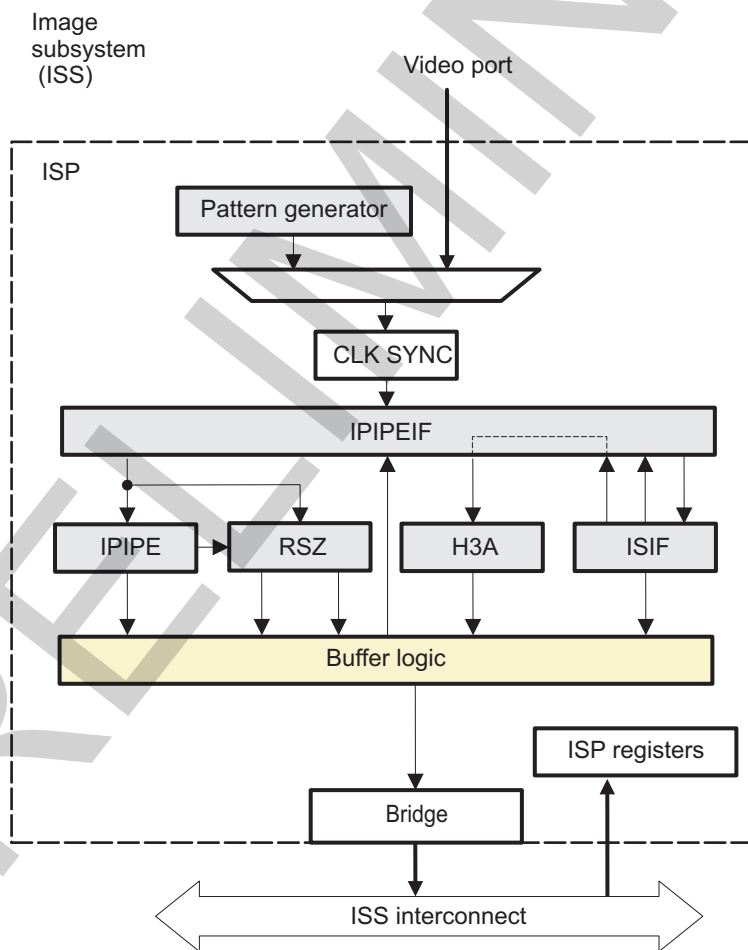 Image
subsystem
(ISS)
Video port
ISP
Pattern generator
CLK SYNC
IPIPEIF
IPIPE
RSZ
H3A
ISIF
Buffer logic
ISP registers
Bridge
ISS interconnect
RELIMIN